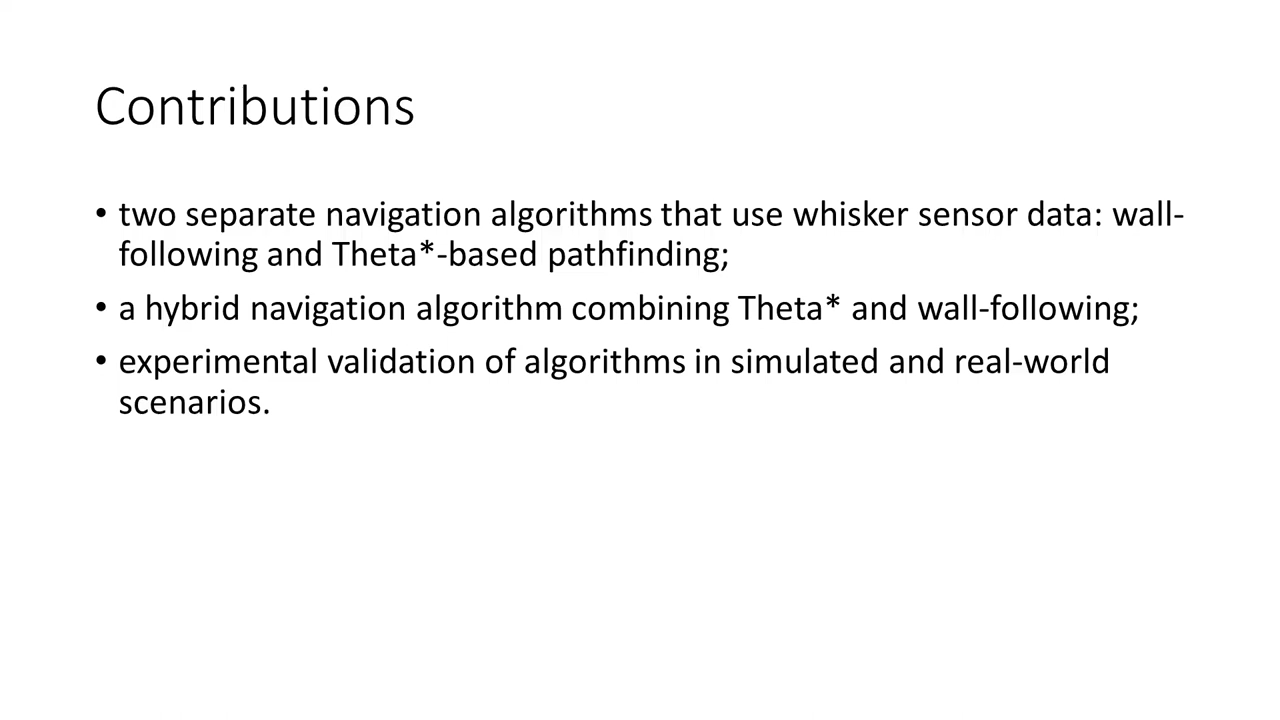 Contributions
• two separate navigation algorithms that use whisker sensor data: wall-
following and Theta*-based pathfinding;
• a hybrid navigation algorithm combining Theta* and wall-following;
• experimental validation of algorithms in simulated and real-world
scenarios.